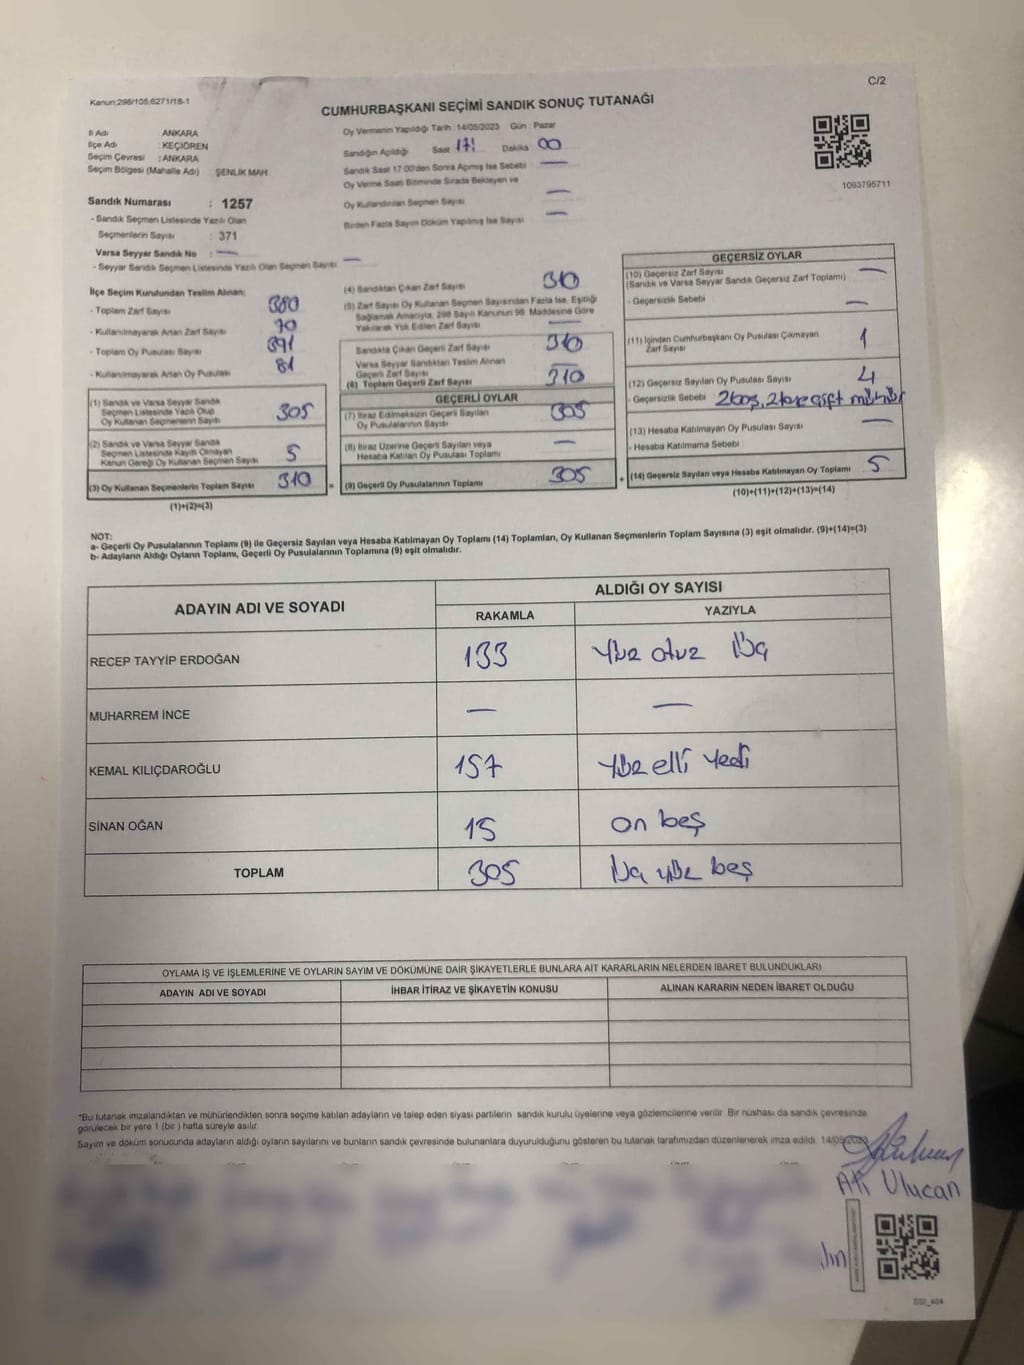 C/2
Kanun:298/105;6271/18-1
CUMHURBAŞKANI SEÇİMİ SANDIK SONUÇ TUTANAĞI
İl Adı ANKARA
İlçe Adı : KEÇİÖREN
Seçim Çevresi : ANKARA
Seçim Bölgesi (Mahalle Adı) : ŞENLİK MAH
Oy Vermenin Yapıldığı Tarih :14/05/2023 Gün : Pazar
Sandığın Açıldığı Saat 17: Dakika 00
Sandık Saat 17:00'den Sonra Açılmış İse Sebebi —
Oy Verme Saati Bitiminde Sırada Bekleyen ve
Oy Kullandırılan Seçmen Sayısı —
Birden Fazla Sayım Döküm Yapılmış İse Sayısı —
1093795711
Sandık Numarası : 1257
- Sandık Seçmen Listesinde Yazılı Olan
Seçmenlerin Sayısı : 371
Varsa Seyyar Sandık No : —
- Seyyar Sandık Seçmen Listesinde Yazılı Olan Seçmen Sayısı —
İlçe Seçim Kurulundan Teslim Alınan;
- Toplam Zarf Sayısı 380
- Kullanılmayarak Artan Zarf Sayısı 70
- Toplam Oy Pusulası Sayısı 391
- Kullanılmayarak Artan Oy Pusulası 81
(1) Sandık ve Varsa Seyyar Sandık
Seçmen Listesinde Yazılı Olup
Oy Kullanan Seçmenlerin Sayısı 305
(2) Sandık ve Varsa Seyyar Sandık
Seçmen Listesinde Kayıtlı Olmayan
Kanun Gereği Oy Kullanan Seçmen Sayısı 5
(3) Oy Kullanan Seçmenlerin Toplam Sayısı 310 =
(1)+(2)=(3)
(4) Sandıktan Çıkan Zarf Sayısı 310
(5) Zarf Sayısı Oy Kullanan Seçmen Sayısından Fazla İse, Eşitliği
Sağlamak Amacıyla, 298 Sayılı Kanunun 98. Maddesine Göre
Yakılarak Yok Edilen Zarf Sayısı —
Sandıkta Çıkan Geçerli Zarf Sayısı 310
Varsa Seyyar Sandıktan Teslim Alınan
Geçerli Zarf Sayısı —
(6) Toplam Geçerli Zarf Sayısı 310
GEÇERLİ OYLAR
(7) İtiraz Edilmeksizin Geçerli Sayılan
Oy Pusulalarının Sayısı 305
(8) İtiraz Üzerine Geçerli Sayılan veya
Hesaba Katılan Oy Pusulası Toplamı —
(9) Geçerli Oy Pusulalarının Toplamı 305 +
GEÇERSİZ OYLAR
(10) Geçersiz Zarf Sayısı —
(Sandık ve Varsa Seyyar Sandık Geçersiz Zarf Toplamı)
- Geçersizlik Sebebi —
(11) İçinden Cumhurbaşkanı Oy Pusulası Çıkmayan
Zarf Sayısı 1
(12) Geçersiz Sayılan Oy Pusulası Sayısı 4
- Geçersizlik Sebebi 2 boş, 2 tane çift mühür
(13) Hesaba Katılmayan Oy Pusulası Sayısı —
- Hesaba Katılmama Sebebi
(14) Geçersiz Sayılan veya Hesaba Katılmayan Oy Toplamı 5
(10)+(11)+(12)+(13)=(14)
NOT:
a- Geçerli Oy Pusulalarının Toplamı (9) ile Geçersiz Sayılan veya Hesaba Katılmayan Oy Toplamı (14) Toplamları, Oy Kullanan Seçmenlerin Toplam Sayısına (3) eşit olmalıdır. (9)+(14)=(3)
b- Adayların Aldığı Oyların Toplamı, Geçerli Oy Pusulalarının Toplamına (9) eşit olmalıdır.
ADAYIN ADI VE SOYADI ALDIĞI OY SAYISI
RAKAMLA YAZIYLA
RECEP TAYYİP ERDOĞAN 133 Yüz otuz üç
MUHARREM İNCE — —
KEMAL KILIÇDAROĞLU 157 Yüz elli yedi
SİNAN OĞAN 15 on beş
TOPLAM 305 üç yüz beş
OYLAMA İŞ VE İŞLEMLERİNE VE OYLARIN SAYIM VE DÖKÜMÜNE DAİR ŞİKAYETLERLE BUNLARA AİT KARARLARIN NELERDEN İBARET BULUNDUKLARI
ADAYIN ADI VE SOYADI İHBAR İTİRAZ VE ŞİKAYETİN KONUSU ALINAN KARARIN NEDEN İBARET OLDUĞU
*Bu tutanak imzalandıktan ve mühürlendikten sonra seçime katılan adayların ve talep eden siyasi partilerin sandık kurulu üyelerine veya gözlemcilerine verilir. Bir nüshası da sandık çevresinde
görülecek bir yere 1 (bir ) hafta süreyle asılır.
Sayım ve döküm sonucunda adayların aldığı oyların sayılarını ve bunların sandık çevresinde bulunanlara duyurulduğunu gösteren bu tutanak tarafımızdan düzenlenerek imza edildi. 14/05/2023
Ulucan
SSI_404